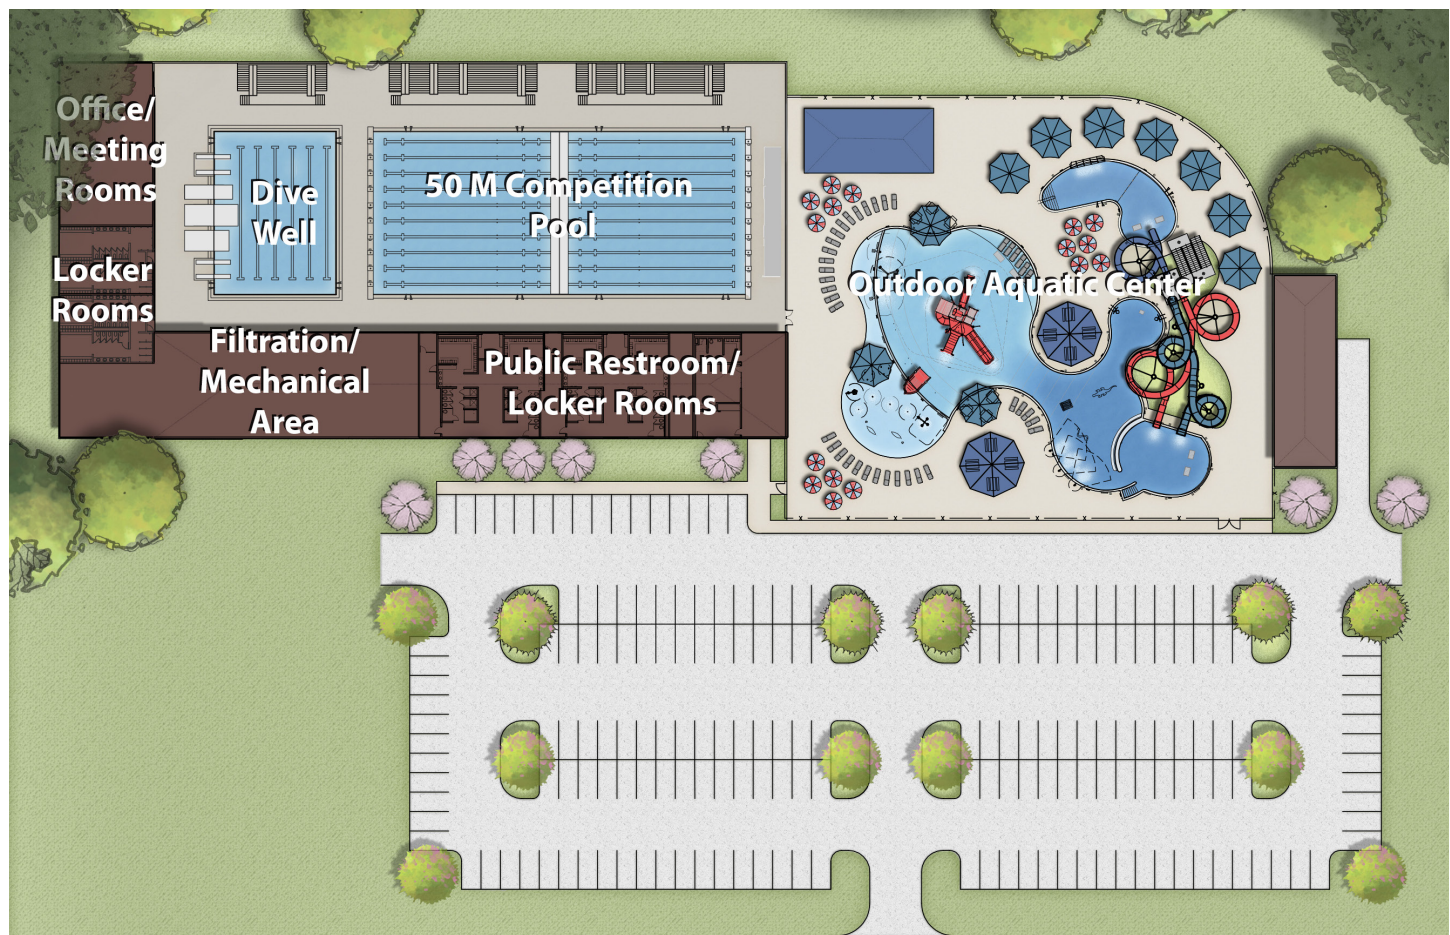 Office/
Meeting
Rooms
Locker
Rooms
Dive
Well
50 M Competition
Pool
Filtration/
Mechanical
Area
Public Restroom/
Locker Rooms
Outdoor Aquatic Center